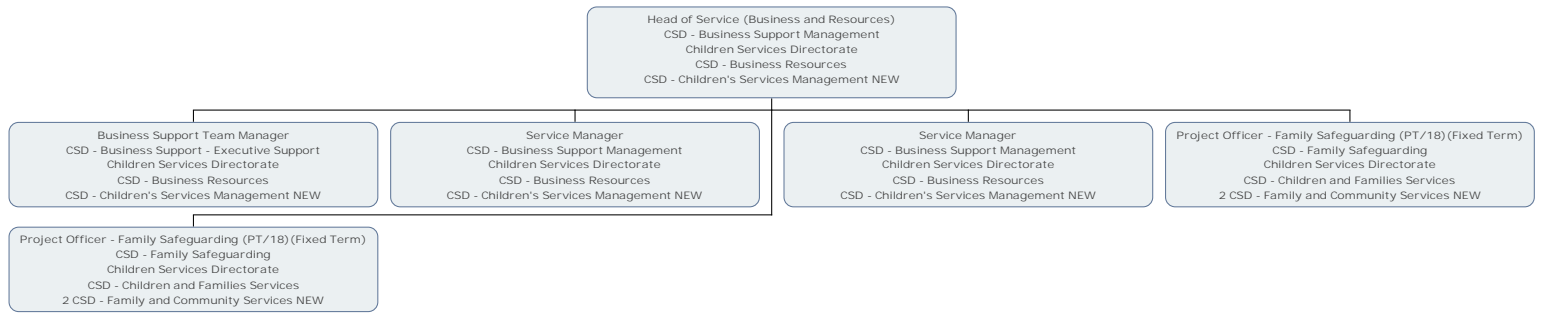 Head of Service (Business and Resources)
CSD - Business Support Management
Children Services Directorate
CSD - Business Resources
CSD - Children's Services Management NEW
Business Support Team Manager
CSD - Business Support - Executive Support
Children Services Directorate
CSD - Business Resources
CSD - Children's Services Management NEW
Service Manager
CSD - Business Support Management
Children Services Directorate
CSD - Business Resources
CSD - Children's Services Management NEW
Service Manager
CSD - Business Support Management
Children Services Directorate
CSD - Business Resources
CSD - Children's Services Management NEW
Project Officer - Family Safeguarding (PT/18) (Fixed Term)
CSD - Family Safeguarding
Children Services Directorate
CSD - Children and Families Services
2 CSD - Family and Community Services NEW
Project Officer - Family Safeguarding (PT/18) (Fixed Term)
CSD - Family Safeguarding
Children Services Directorate
CSD - Children and Families Services
2 CSD - Family and Community Services NEW